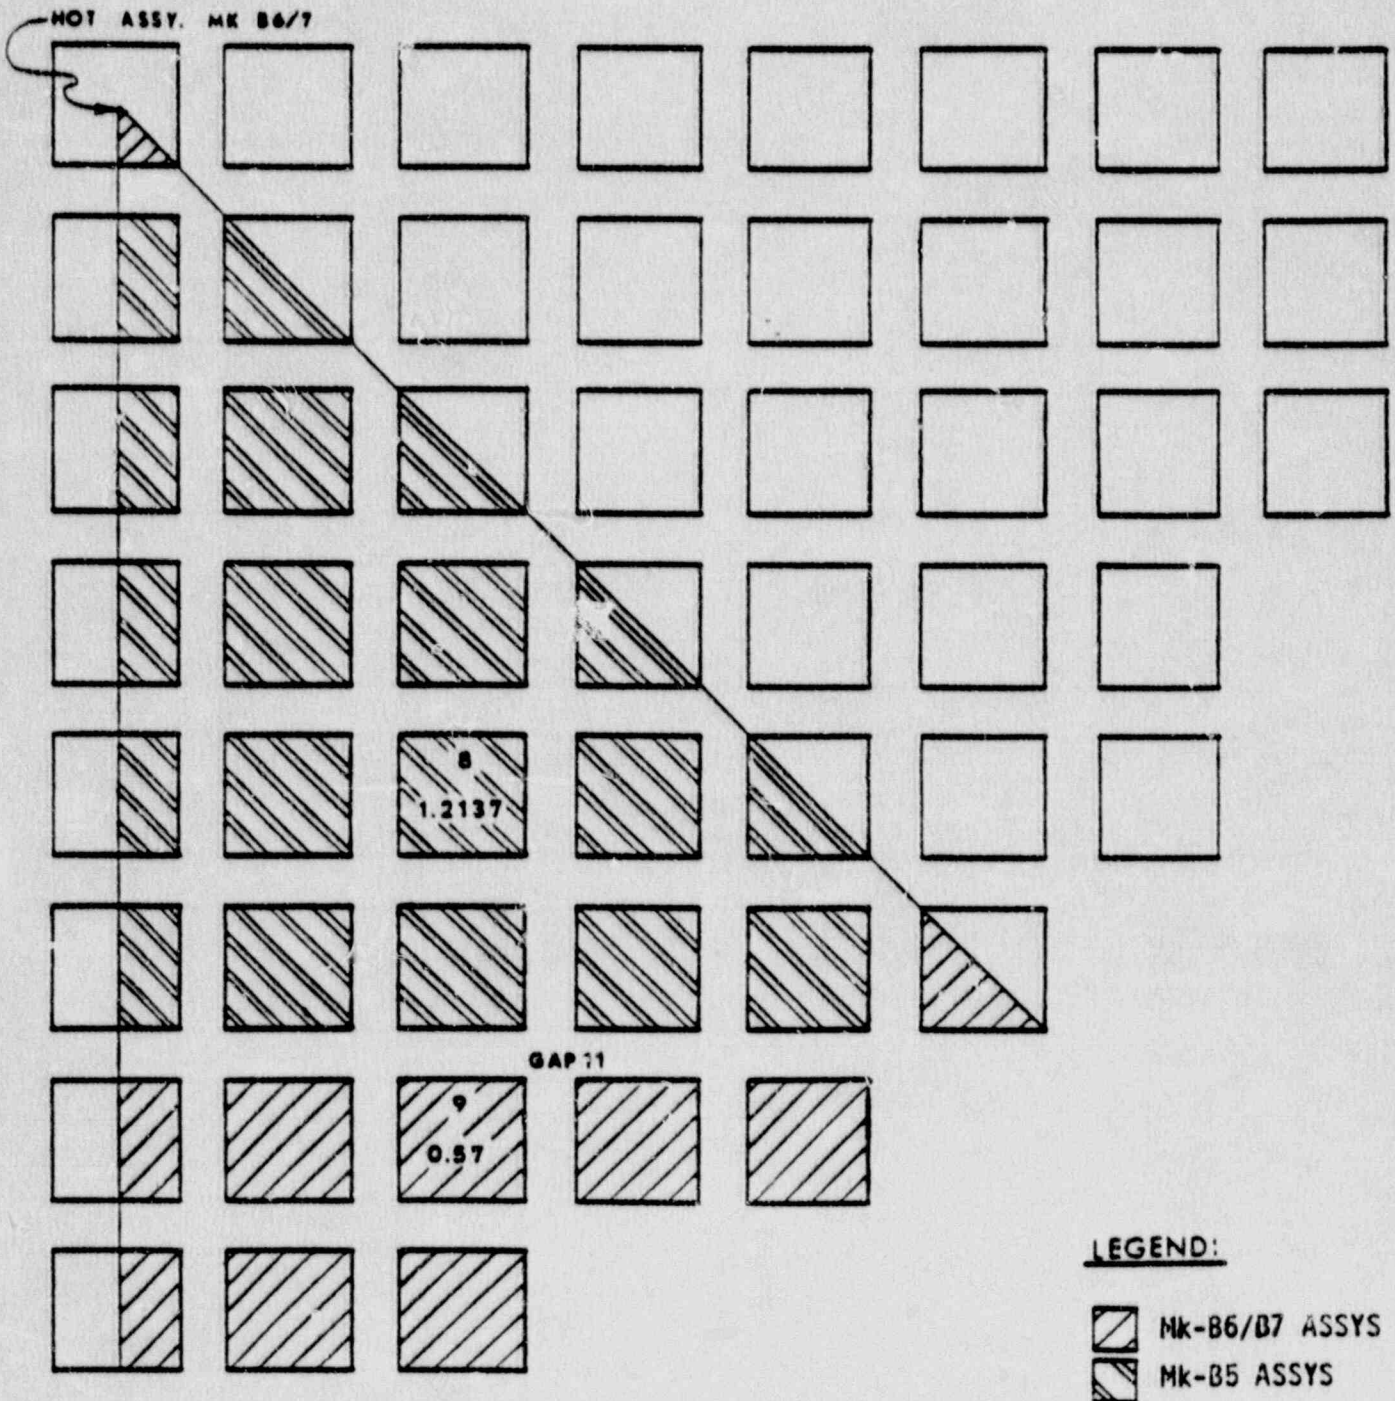 HOT ASSY. MK B6/7
8
1.2137
GAP 11
9
0.57
LEGEND:
Mk-B6/B7 ASSYS
Mk-B5 ASSYS